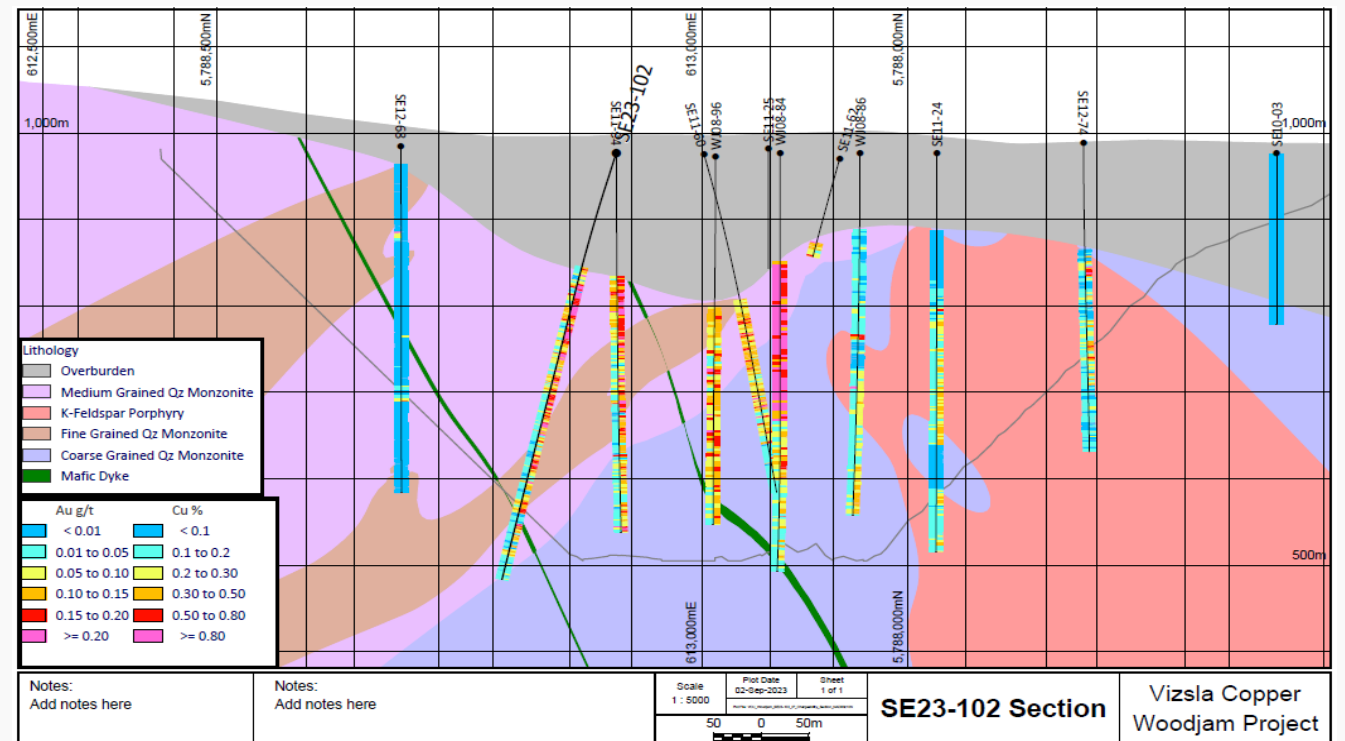 612,500mE
5,788,500mN
613,000mE
5,788,000mN
1,000m
1,000m
SE12-68
SE23-102
SE11-60
WJ08-96
SE11-25
WJ08-84
SE11-62
WJ08-86
SE11-24
SE12-74
Lithology
Overburden
Medium Grained Qz Monzonite
K-Feldspar Porphyry
Fine Grained Qz Monzonite
Coarse Grained Qz Monzonite
Mafic Dyke
Au g/t Cu %
< 0.01 < 0.1
0.01 to 0.05 0.1 to 0.2
0.05 to 0.10 0.2 to 0.30
0.10 to 0.15 0.30 to 0.50
0.15 to 0.20 0.50 to 0.80
>= 0.20 >= 0.80
500m
613,000mE
5,788,000mN
Notes:
Add notes here
Notes:
Add notes here
Scale
1 : 5000
Plot Date
02-Sep-2023
Sheet
1 of 1
50 0 50m
SE23-102 Section
Vizsla Copper
Woodjam Project